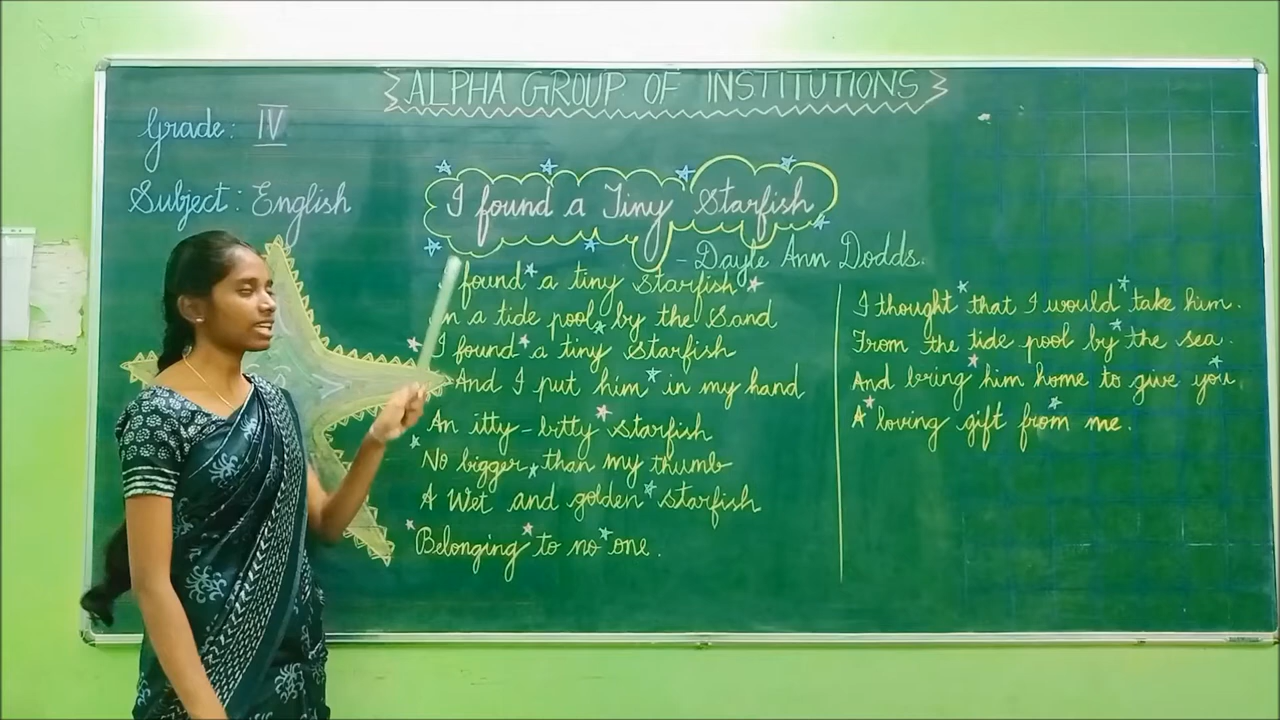 ALPHA GROUP OF INSTITUTIONS
Grade: IV
Subject: English
I found a Tiny Starfish
- Dayle Ann Dodds.
found a tiny starfish
a tide pool by the sand
I found a tiny starfish
And I put him in my hand
An itty-bitty starfish
No bigger than my thumb
A Wet and golden starfish
Belonging to no one.
I thought that I would take him.
From the tide pool by the sea.
And bring him home to give you,
A loving gift from me.